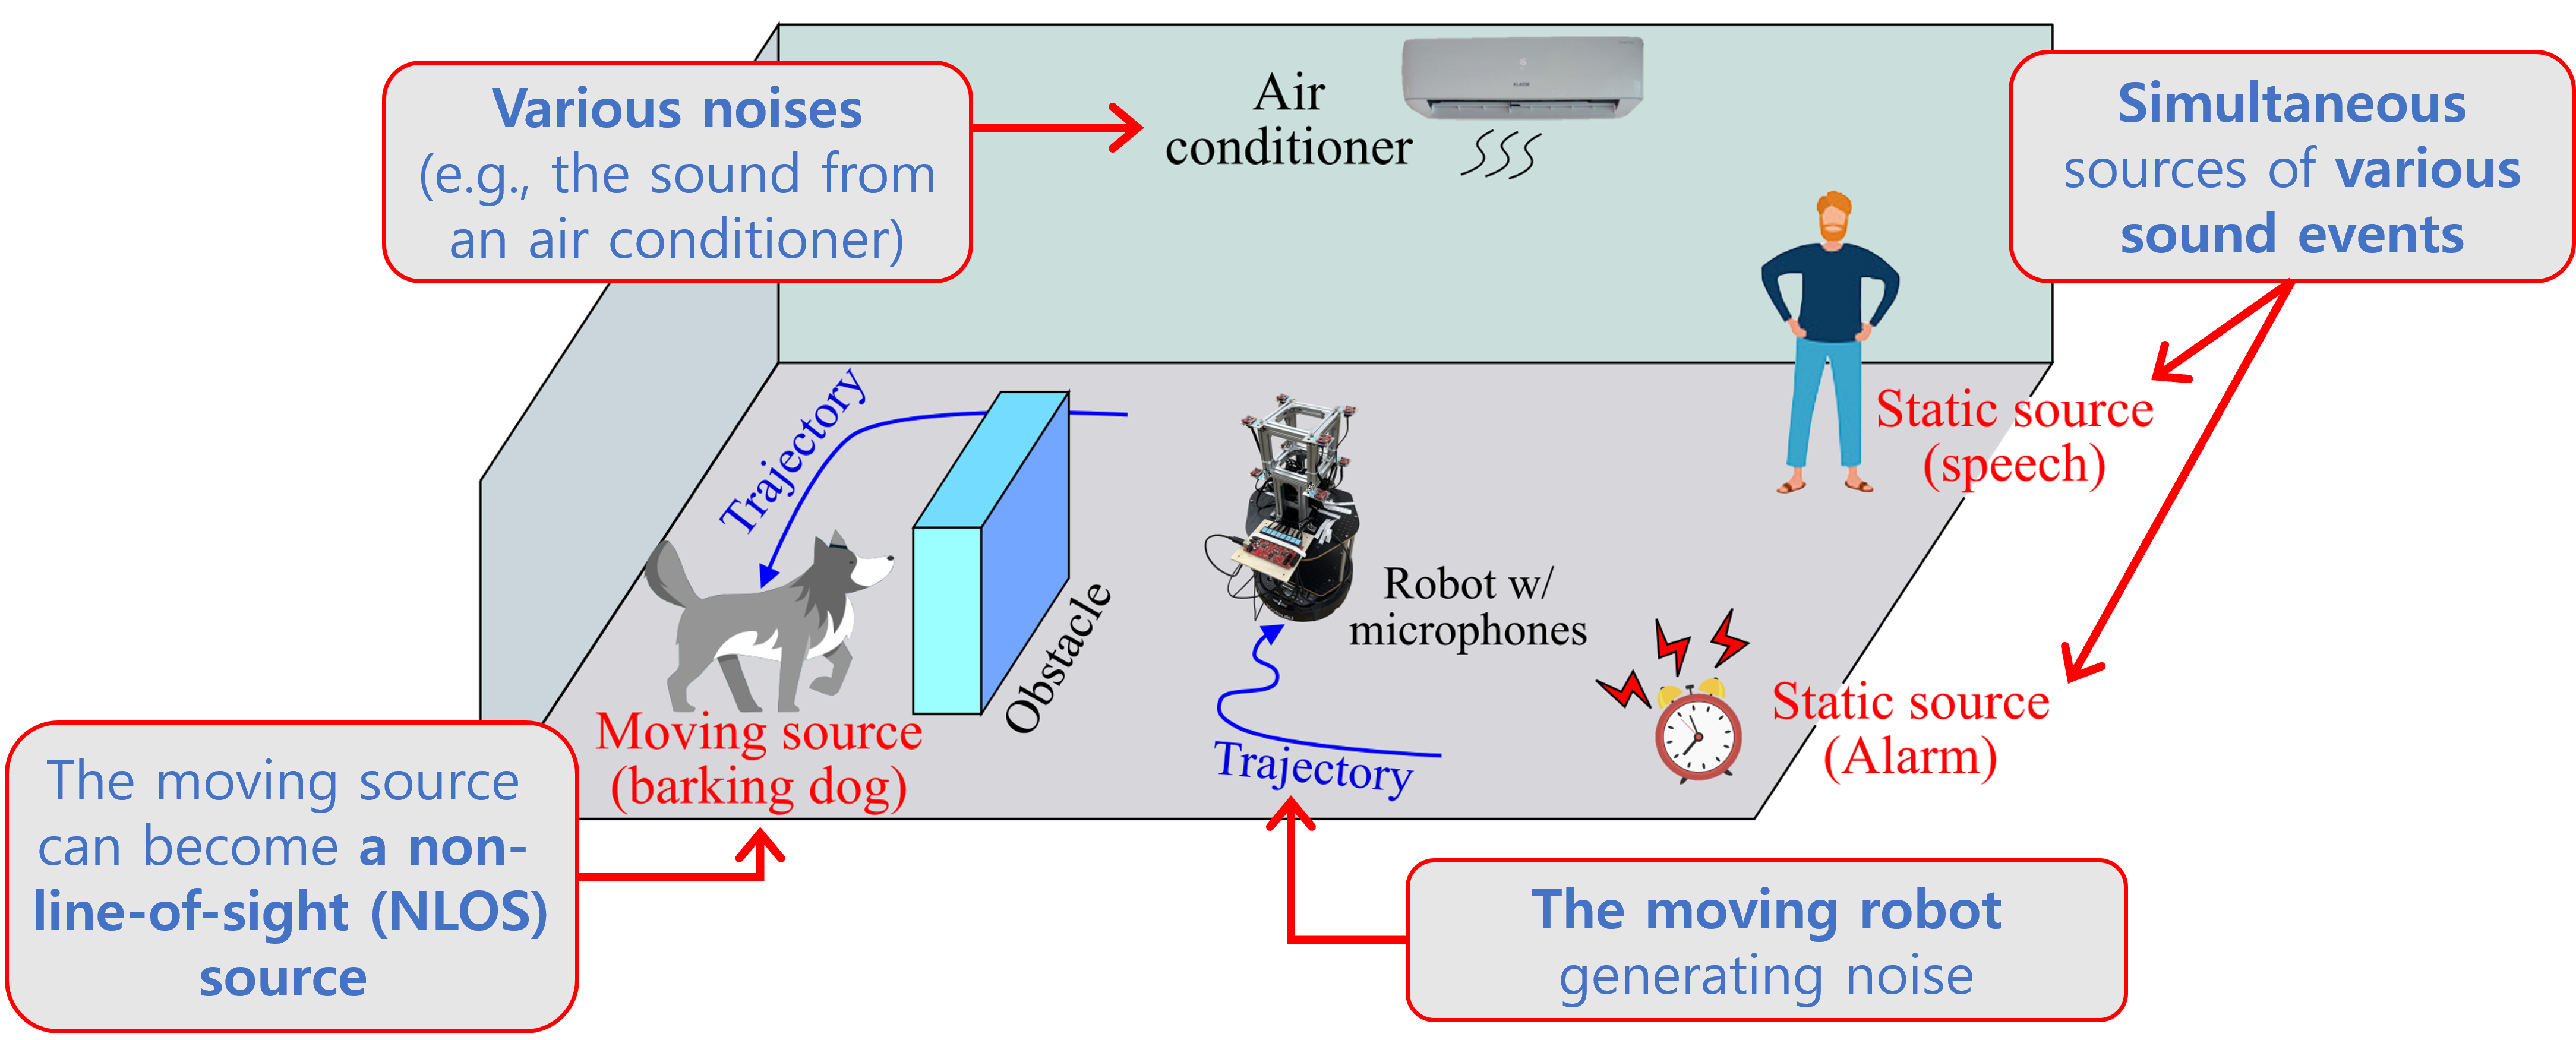 Various noises
(e.g., the sound from
an air conditioner)
Air
conditioner
Simultaneous
sources of various
sound events
Static source
(speech)
Trajectory
Obstacle
Robot w/
microphones
Moving source
(barking dog)
Trajectory
Static source
(Alarm)
The moving source
can become a non-
line-of-sight (NLOS)
source
The moving robot
generating noise